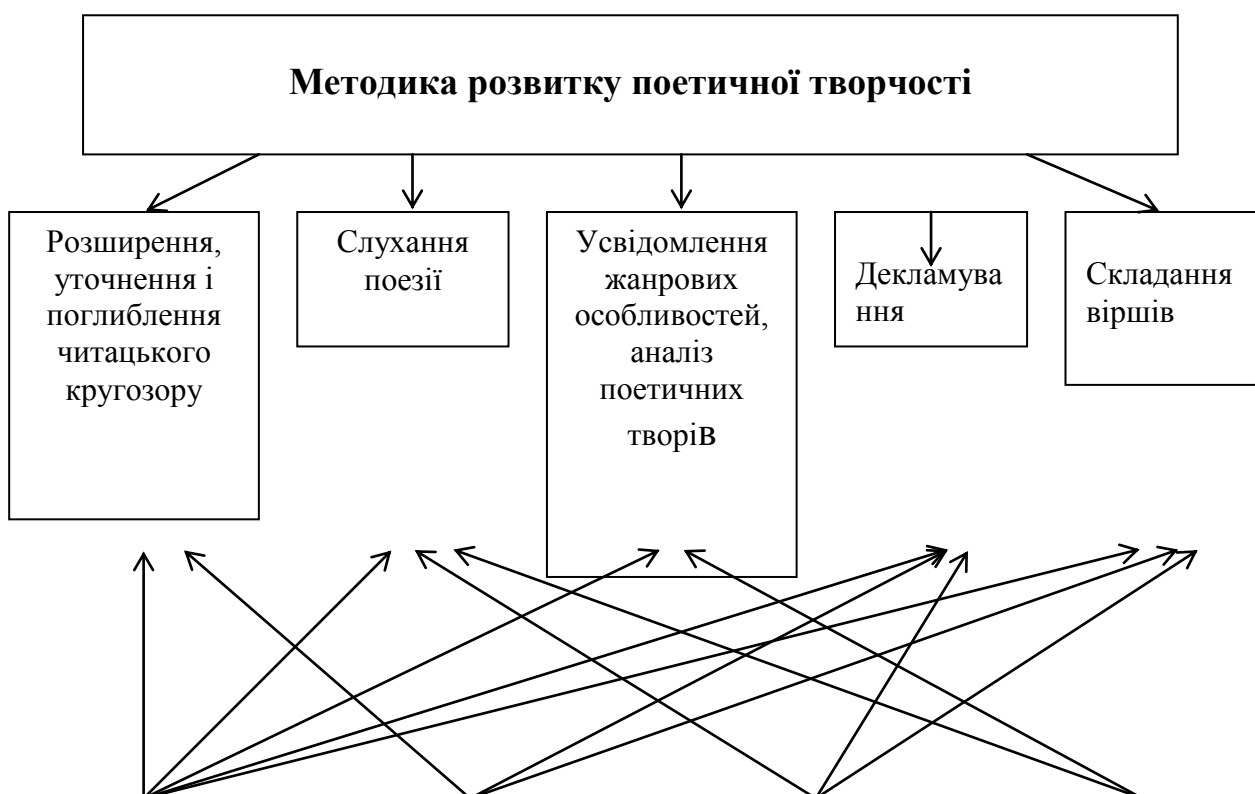 Методика розвитку поетичної творчості
Розширення,
уточнення і
поглиблення
читацького
кругозору
Слухання
поезії
Усвідомлення
жанрових
особливостей,
аналіз
поетичних
творів
Декламува
ння
Складання
віршів